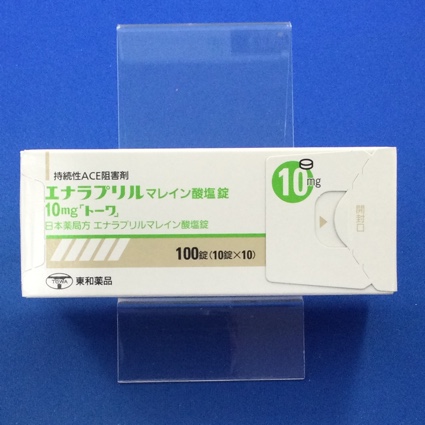 持続性ACE阻害剤
エナラプリルマレイン酸塩錠
10mg「トーワ」
日本薬局方 エナラプリルマレイン酸塩錠
100錠(10錠×10)
TOWA 東和薬品
10mg
開封口